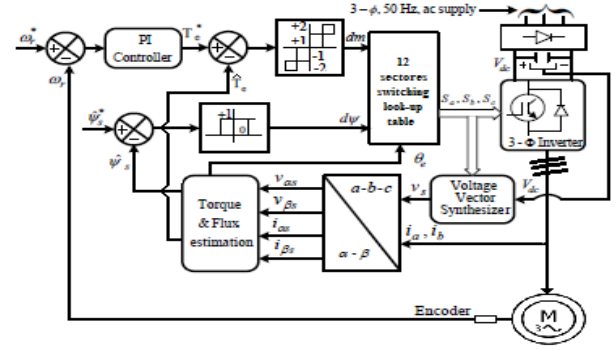 3 - ϕ, 50 Hz, ac supply
ω*r
PI
Controller
T*e
+2
+1
-1
-2
dm
12
sectores
switching
look-up
table
Vdc
ωr
T̂e
Sa, Sb, Sc
3 - Φ Inverter
ψ̂*s
+1
0
dψ
ψ̂s
θe
Torque
& Flux
estimation
vαs
vβs
iαs
iβs
a-b-c
α - β
vs
Voltage
Vector
Synthesizer
Vdc
ia, ib
Encoder
M
3